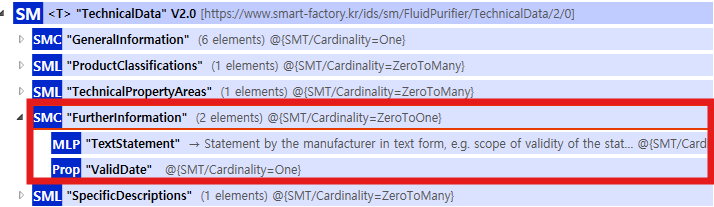 SM <T> "TechnicalData" V2.0 [https://www.smart-factory.kr/ids/sm/FluidPurifier/TechnicalData/2/0]
SMC "GeneralInformation" (6 elements) @{SMT/Cardinality=One}
SML "ProductClassifications" (1 elements) @{SMT/Cardinality=ZeroToMany}
SML "TechnicalPropertyAreas" (1 elements) @{SMT/Cardinality=ZeroToMany}
SMC "FurtherInformation" (2 elements) @{SMT/Cardinality=ZeroToOne}
MLP "TextStatement" → Statement by the manufacturer in text form, e.g. scope of validity of the stat... @{SMT/Card
Prop "ValidDate" @{SMT/Cardinality=One}
SML "SpecificDescriptions" (1 elements) @{SMT/Cardinality=ZeroToMany}